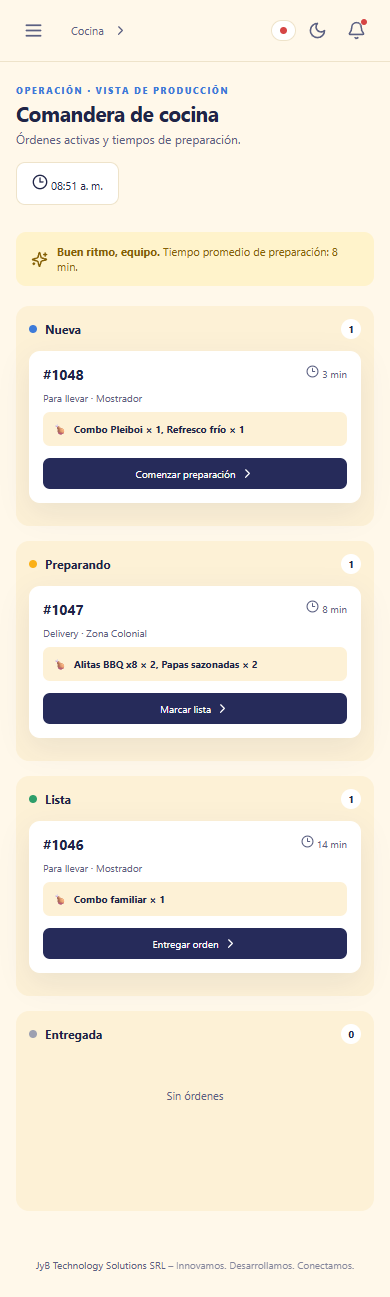 Cocina
OPERACIÓN · VISTA DE PRODUCCIÓN
Comandera de cocina
Órdenes activas y tiempos de preparación.
08:51 a. m.
Buen ritmo, equipo. Tiempo promedio de preparación: 8
min.
Nueva 1
#1048 3 min
Para llevar · Mostrador
Combo Pleiboi × 1, Refresco frío × 1
Comenzar preparación
Preparando 1
#1047 8 min
Delivery · Zona Colonial
Alitas BBQ x8 × 2, Papas sazonadas × 2
Marcar lista
Lista 1
#1046 14 min
Para llevar · Mostrador
Combo familiar × 1
Entregar orden
Entregada 0
Sin órdenes
JyB Technology Solutions SRL – Innovamos. Desarrollamos. Conectamos.